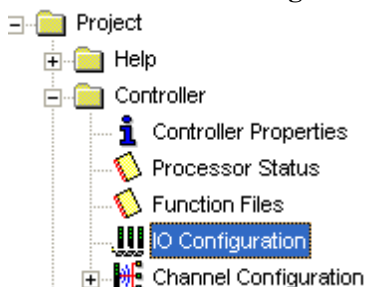 Project
Help
Controller
Controller Properties
Processor Status
Function Files
IO Configuration
Channel Configuration